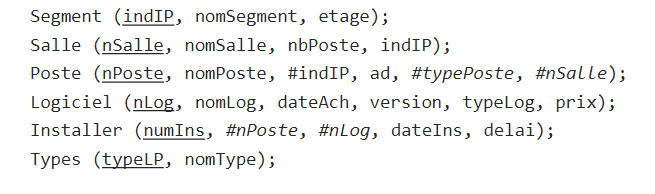 Segment (indIP, nomSegment, etage);
Salle (nSalle, nomSalle, nbPoste, indIP);
Poste (nPoste, nomPoste, #indIP, ad, #typePoste, #nSalle);
Logiciel (nLog, nomLog, dateAch, version, typeLog, prix);
Installer (numIns, #nPoste, #nLog, dateIns, delai);
Types (typeLP, nomType);